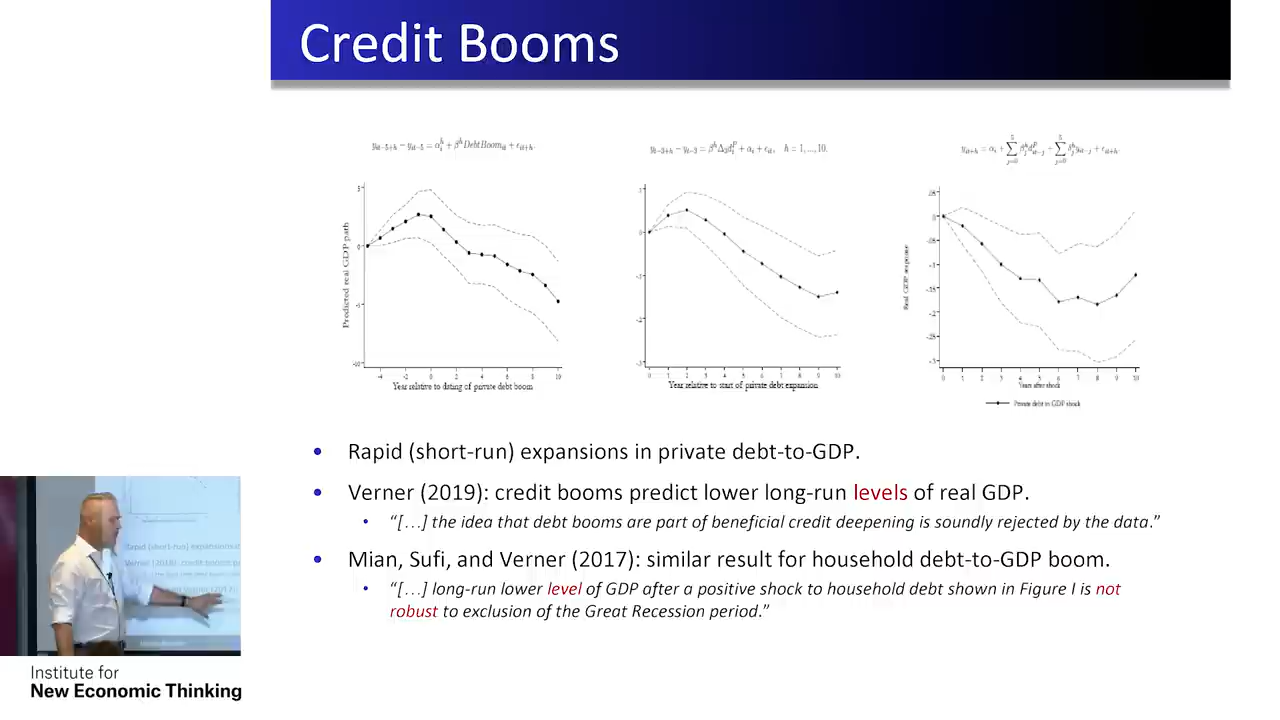 Credit Booms
Predicted real GDP path
Year relative to dating of private debt boom
Year relative to start of private debt expansion
Years after shock
Private debt to GDP shock
• Rapid (short-run) expansions in private debt-to-GDP.
• Verner (2019): credit booms predict lower long-run levels of real GDP.
• “[…] the idea that debt booms are part of beneficial credit deepening is soundly rejected by the data.”
• Mian, Sufi, and Verner (2017): similar result for household debt-to-GDP boom.
• “[…] long-run lower level of GDP after a positive shock to household debt shown in Figure I is not
robust to exclusion of the Great Recession period.”
Rapid (short-run) expansions
Institute for
New Economic Thinking